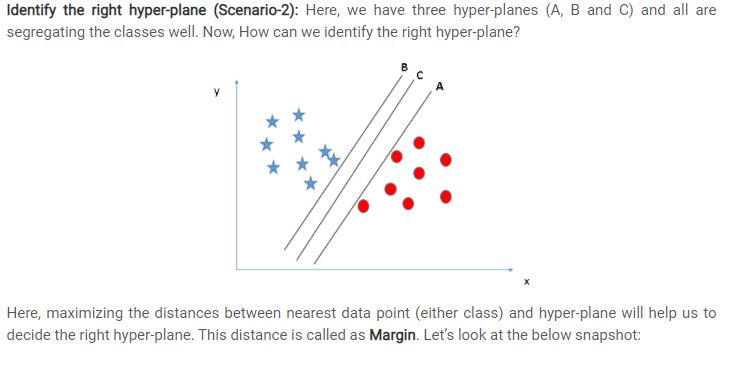 Identify the right hyper-plane (Scenario-2): Here, we have three hyper-planes (A, B and C) and all are
segregating the classes well. Now, How can we identify the right hyper-plane?
B
C
A
y
x
Here, maximizing the distances between nearest data point (either class) and hyper-plane will help us to
decide the right hyper-plane. This distance is called as Margin. Let's look at the below snapshot: